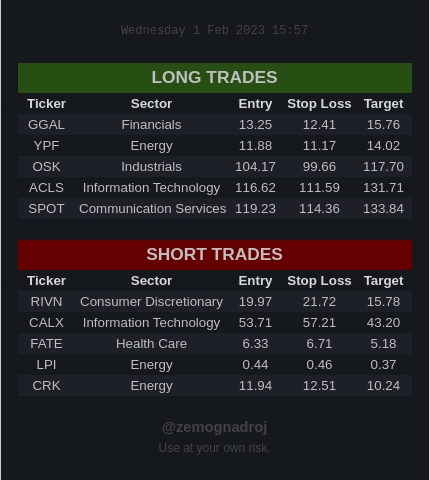 Wednesday 1 Feb 2023 15:57
LONG TRADES
Ticker Sector Entry Stop Loss Target
GGAL Financials 13.25 12.41 15.76
YPF Energy 11.88 11.17 14.02
OSK Industrials 104.17 99.66 117.70
ACLS Information Technology 116.62 111.59 131.71
SPOT Communication Services 119.23 114.36 133.84
SHORT TRADES
Ticker Sector Entry Stop Loss Target
RIVN Consumer Discretionary 19.97 21.72 15.78
CALX Information Technology 53.71 57.21 43.20
FATE Health Care 6.33 6.71 5.18
LPI Energy 0.44 0.46 0.37
CRK Energy 11.94 12.51 10.24
@zemognadroj
Use at your own risk.